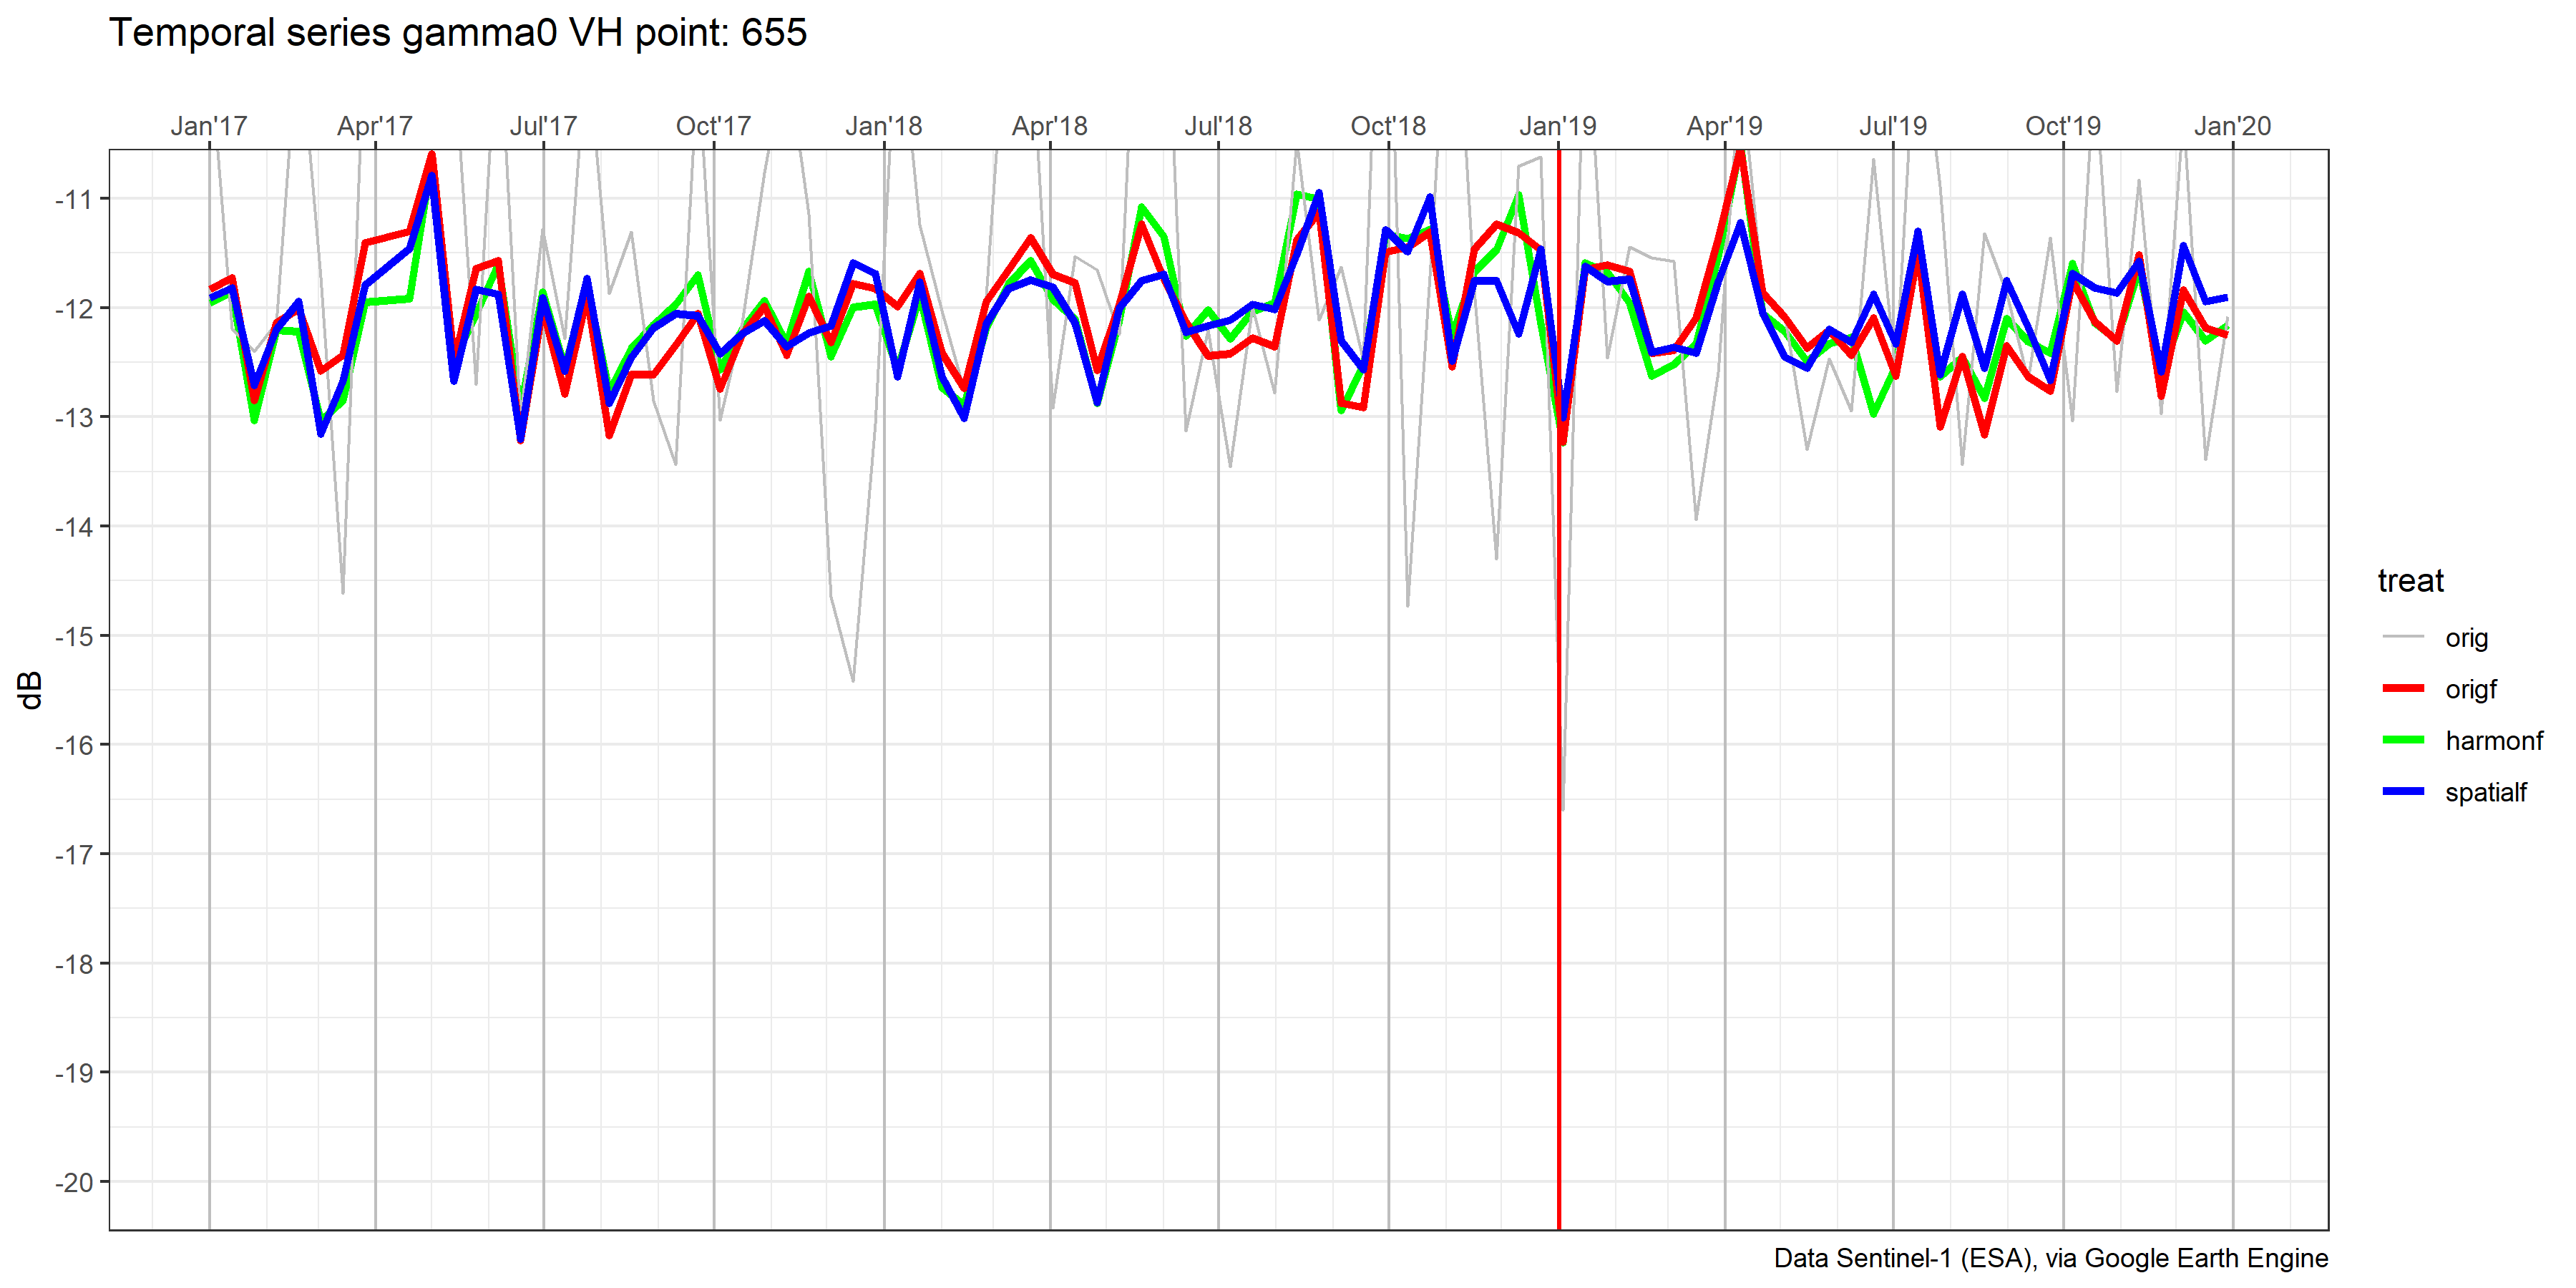 Temporal series gamma0 VH point: 655
Jan'17 Apr'17 Jul'17 Oct'17 Jan'18 Apr'18 Jul'18 Oct'18 Jan'19 Apr'19 Jul'19 Oct'19 Jan'20
-11
-12
-13
-14
-15
-16
-17
-18
-19
-20
dB
treat
orig
origf
harmonf
spatialf
Data Sentinel-1 (ESA), via Google Earth Engine